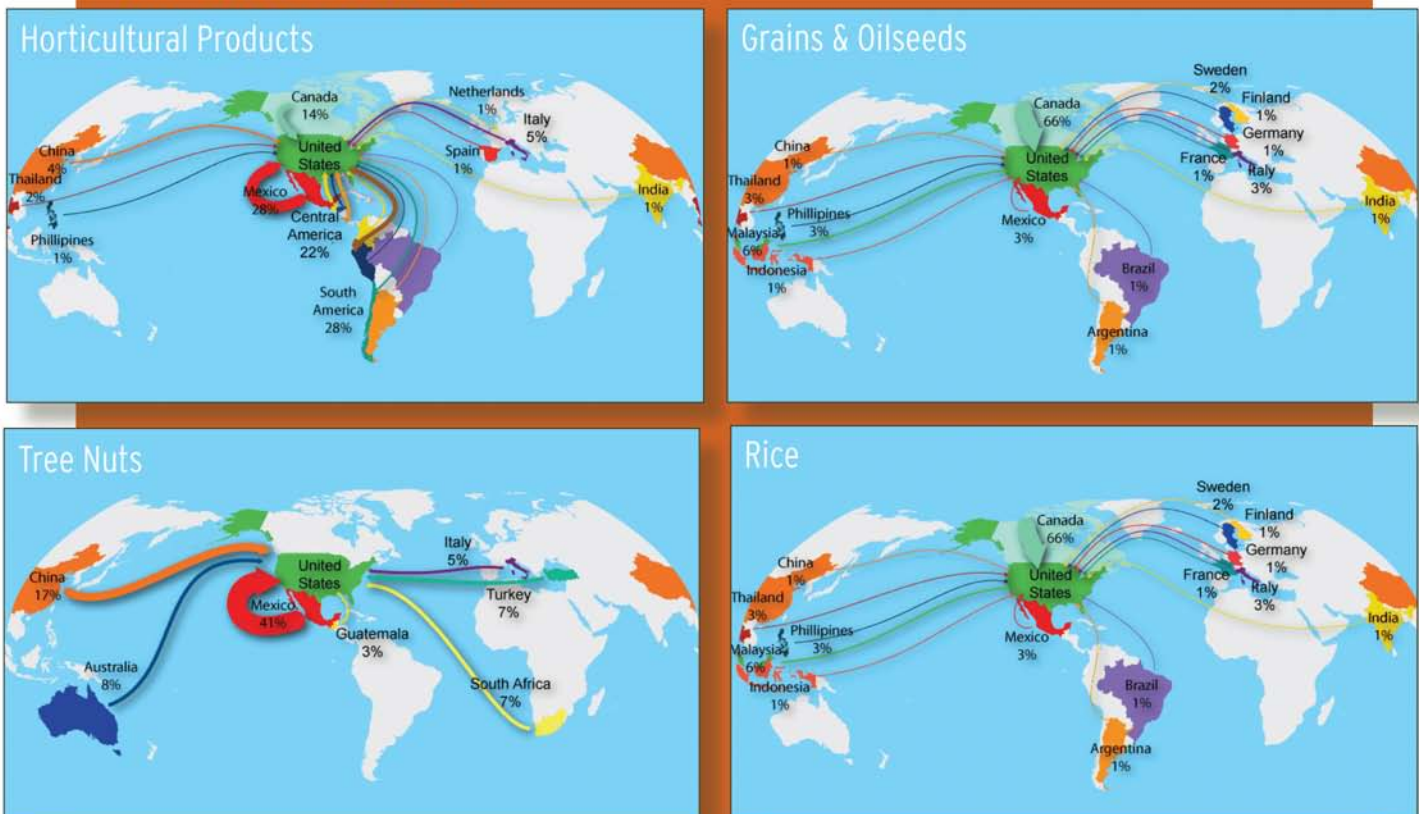 Horticultural Products
Canada
14%
Netherlands
1%
Italy
5%
China
4%
United
States
Spain
1%
Thailand
2%
Mexico
28%
India
1%
Central
America
22%
Phillipines
1%
South
America
28%
Grains & Oilseeds
Sweden
2%
Finland
1%
Canada
66%
Germany
1%
China
1%
United
States
France
1%
Italy
3%
Thailand
3%
Phillipines
3%
Mexico
3%
India
1%
Malaysia
6%
Indonesia
1%
Brazil
1%
Argentina
1%
Tree Nuts
Italy
5%
China
17%
United
States
Turkey
7%
Mexico
41%
Guatemala
3%
Australia
8%
South Africa
7%
Rice
Sweden
2%
Finland
1%
Canada
66%
Germany
1%
China
1%
United
States
France
1%
Italy
3%
Thailand
3%
Phillipines
3%
Mexico
3%
India
1%
Malaysia
6%
Indonesia
1%
Brazil
1%
Argentina
1%